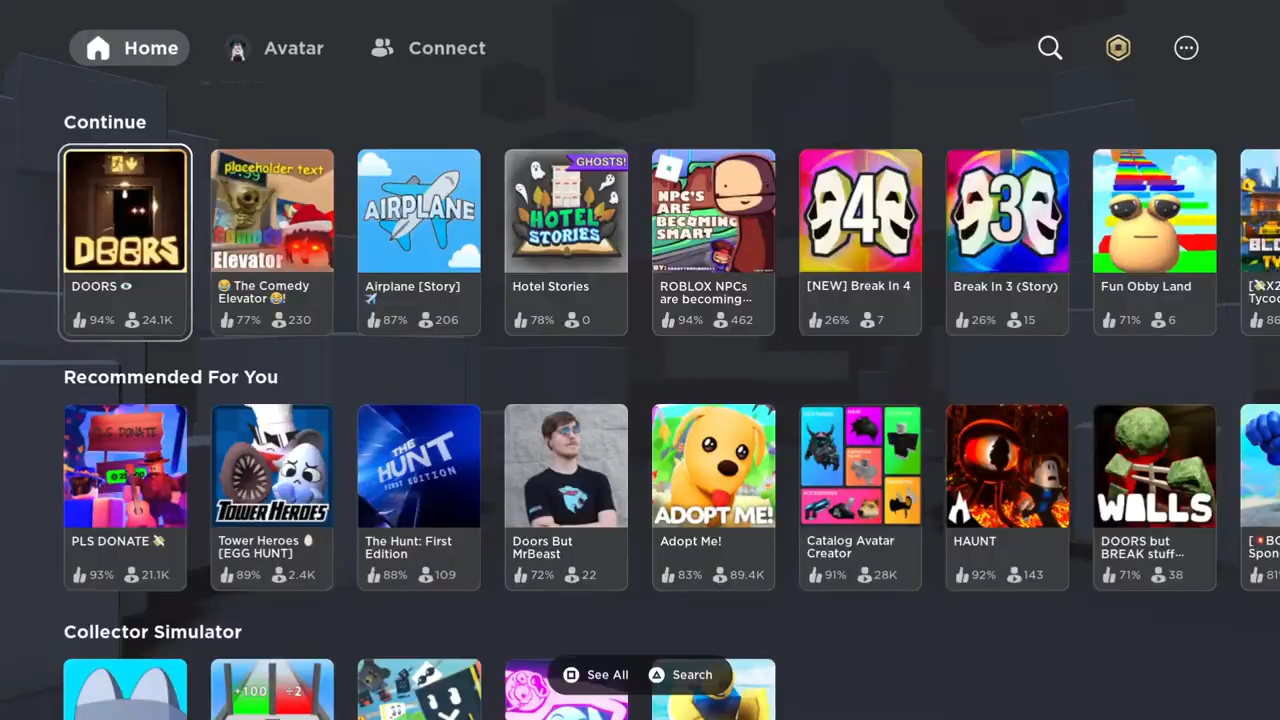 Home
Avatar
Connect
Continue
DOORS
placeholder text
Elevator
AIRPLANE
GHOSTS!
HOTEL
STORIES
NPC'S
ARE
BECOMING
SMART
4
3
DOORS 👁
😂 The Comedy
Elevator 😂!
Airplane [Story]
✈️
Hotel Stories
ROBLOX NPCs
are becoming...
[NEW] Break In 4
Break In 3 (Story)
Fun Obby Land
94% 24.1K
77% 230
87% 206
78% 0
94% 462
26% 7
26% 15
71% 6
Recommended For You
PLS DONATE
TOWER HEROES
THE
HUNT
FIRST EDITION
ADOPT ME!
WALLS
PLS DONATE 💸
Tower Heroes 🥚
[EGG HUNT]
The Hunt: First
Edition
Doors But
MrBeast
Adopt Me!
Catalog Avatar
Creator
HAUNT
DOORS but
BREAK stuff...
93% 21.1K
89% 2.4K
88% 109
72% 22
83% 89.4K
91% 28K
92% 143
71% 38
Collector Simulator
+100
÷2
See All
Search